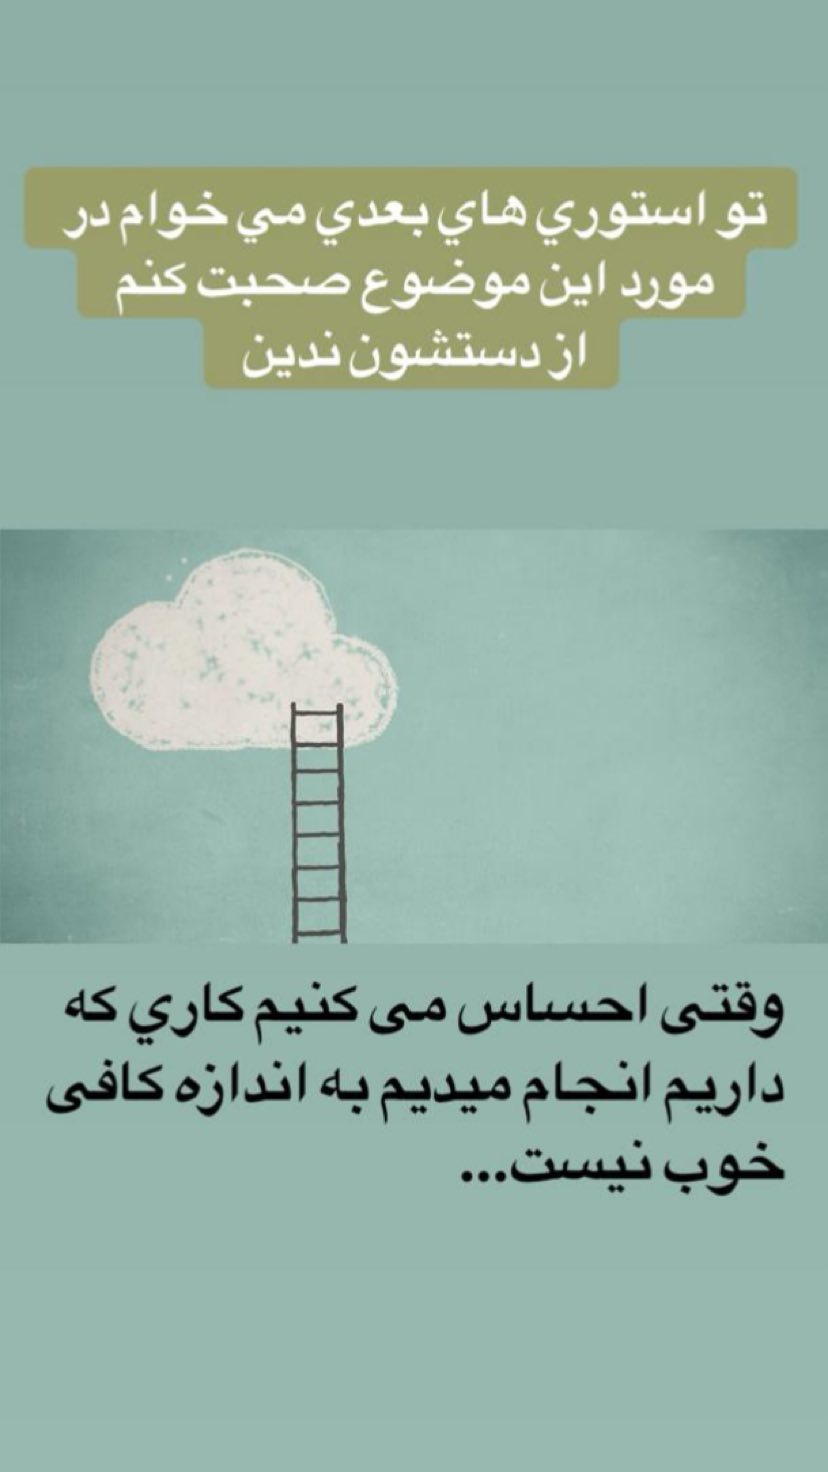 تو استوري هاي بعدي مي خوام در
مورد اين موضوع صحبت كنم
از دستشون ندين
وقتی احساس می کنیم کاري که
داریم انجام میدیم به اندازه کافی
خوب نیست...